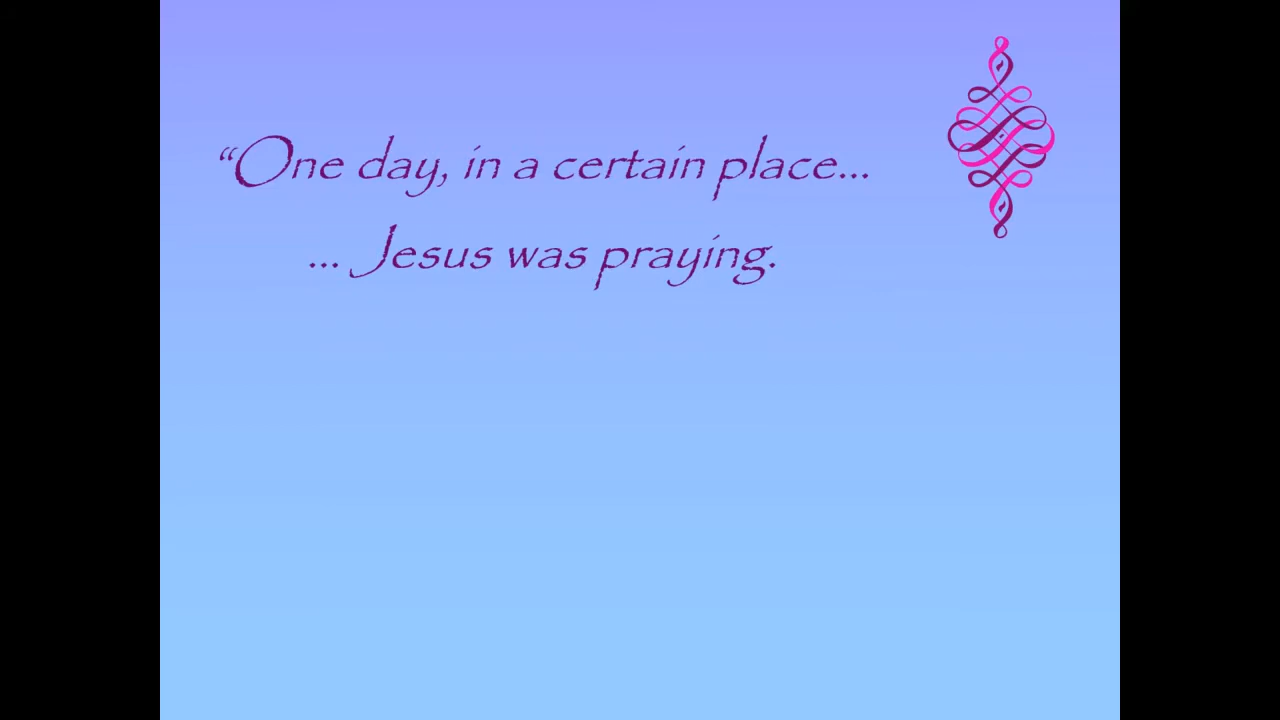 “One day, in a certain place...
... Jesus was praying.